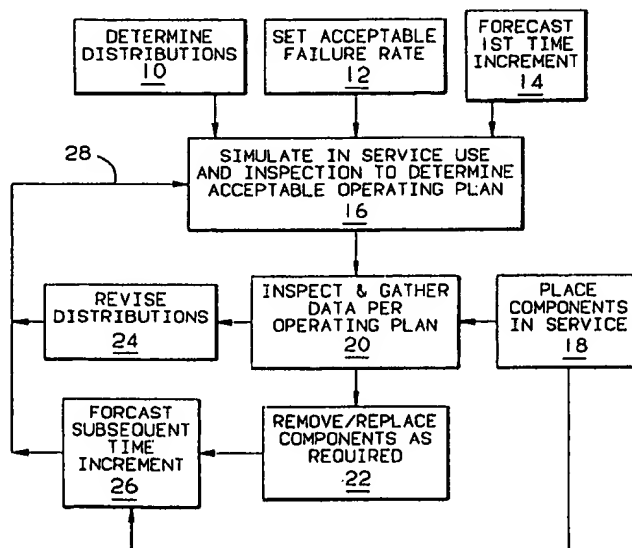 DETERMINE
DISTRIBUTIONS
10
SET ACCEPTABLE
FAILURE RATE
12
FORECAST
1ST TIME
INCREMENT
14
28
SIMULATE IN SERVICE USE
AND INSPECTION TO DETERMINE
ACCEPTABLE OPERATING PLAN
16
REVISE
DISTRIBUTIONS
24
INSPECT & GATHER
DATA PER
OPERATING PLAN
20
PLACE
COMPONENTS
IN SERVICE
18
FORCAST
SUBSEQUENT
TIME
INCREMENT
26
REMOVE/REPLACE
COMPONENTS AS
REQUIRED
22